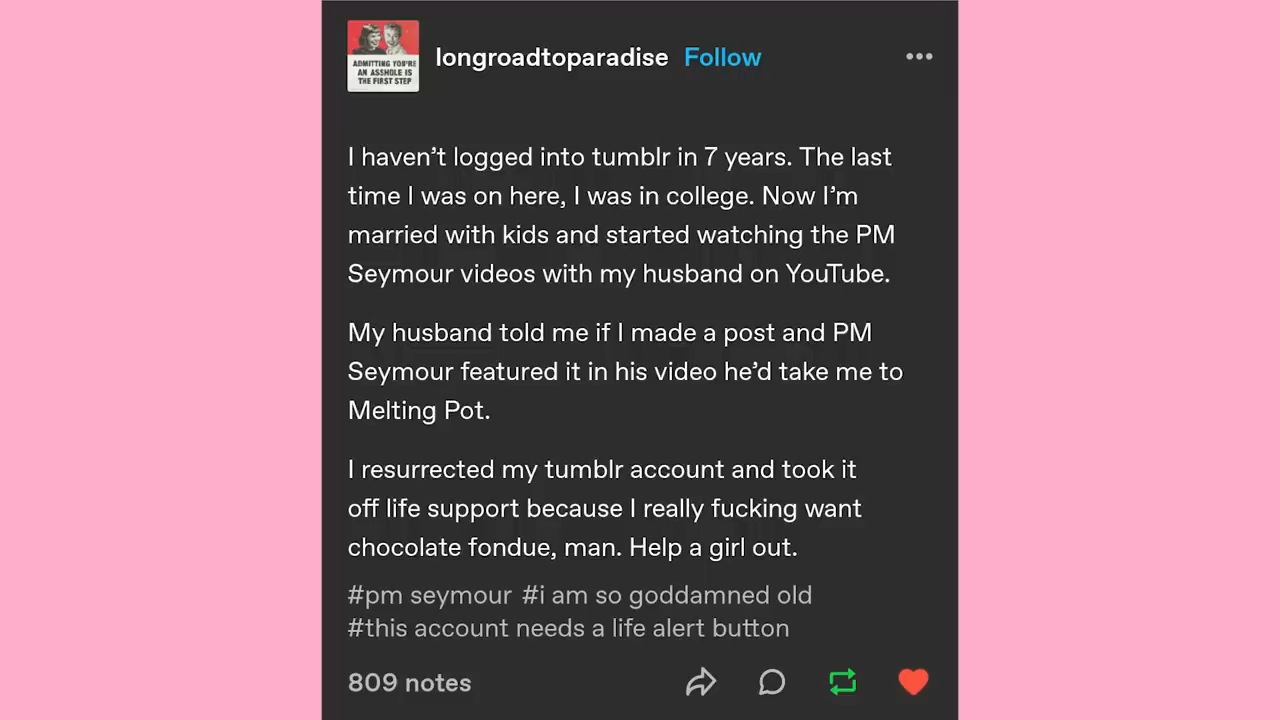 ADMITTING YOU'RE
AN ASSHOLE IS
THE FIRST STEP
longroadtoparadise Follow
I haven't logged into tumblr in 7 years. The last
time I was on here, I was in college. Now I'm
married with kids and started watching the PM
Seymour videos with my husband on YouTube.
My husband told me if I made a post and PM
Seymour featured it in his video he'd take me to
Melting Pot.
I resurrected my tumblr account and took it
off life support because I really fucking want
chocolate fondue, man. Help a girl out.
#pm seymour #i am so goddamned old
#this account needs a life alert button
809 notes